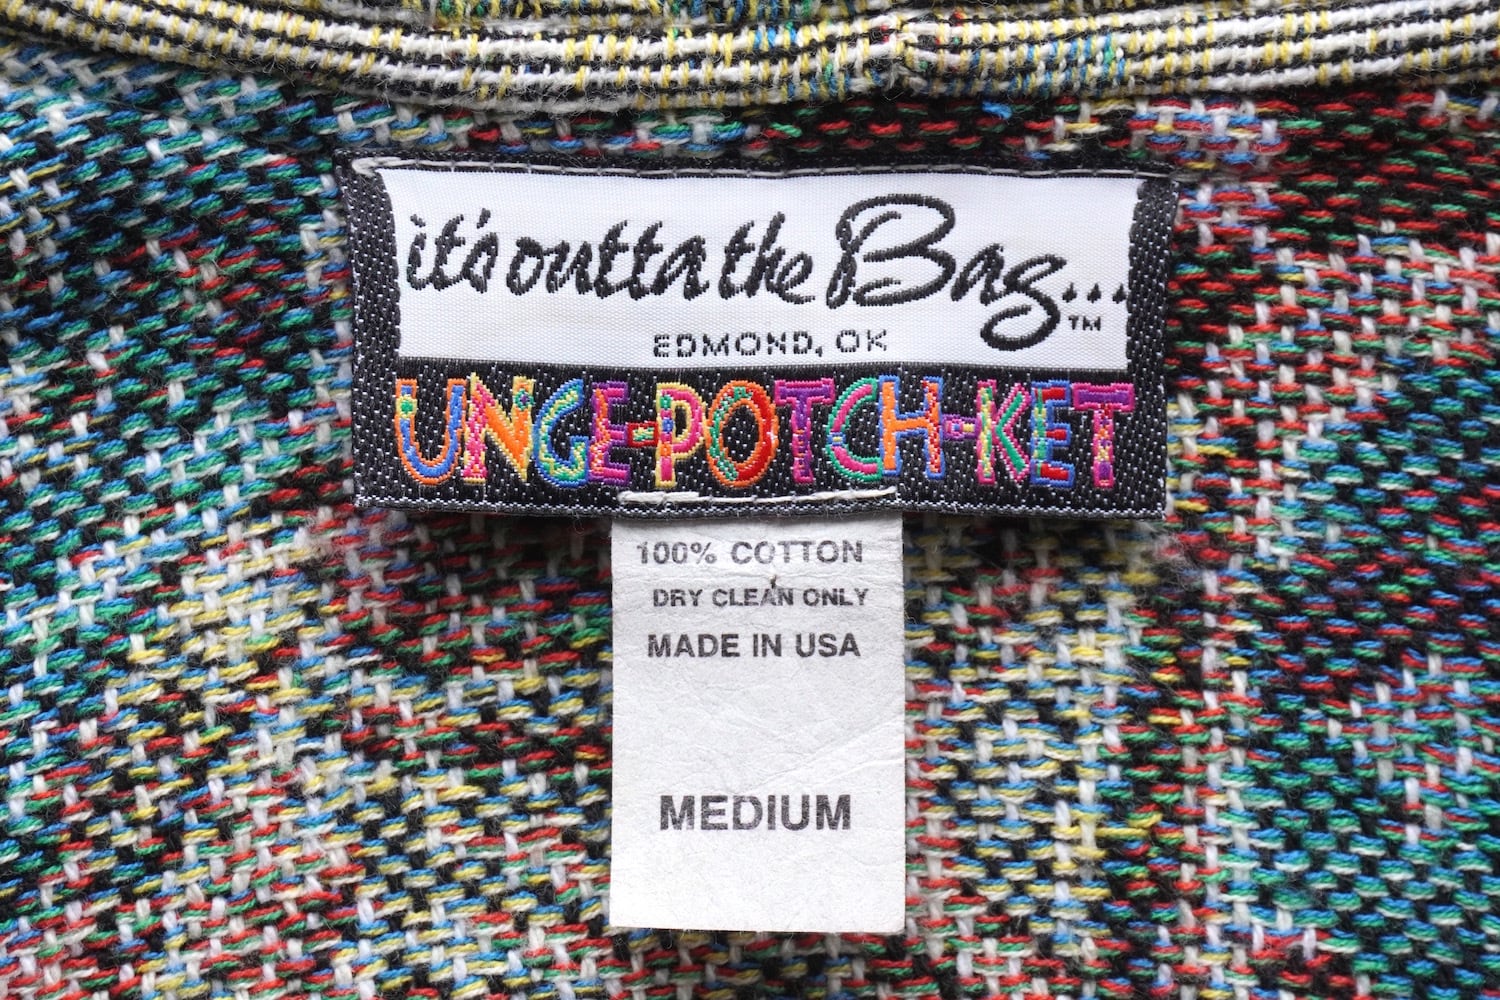 it's outta the Bag...™
EDMOND, OK
UNGE-POTCH-KET
100% COTTON
DRY CLEAN ONLY
MADE IN USA
MEDIUM